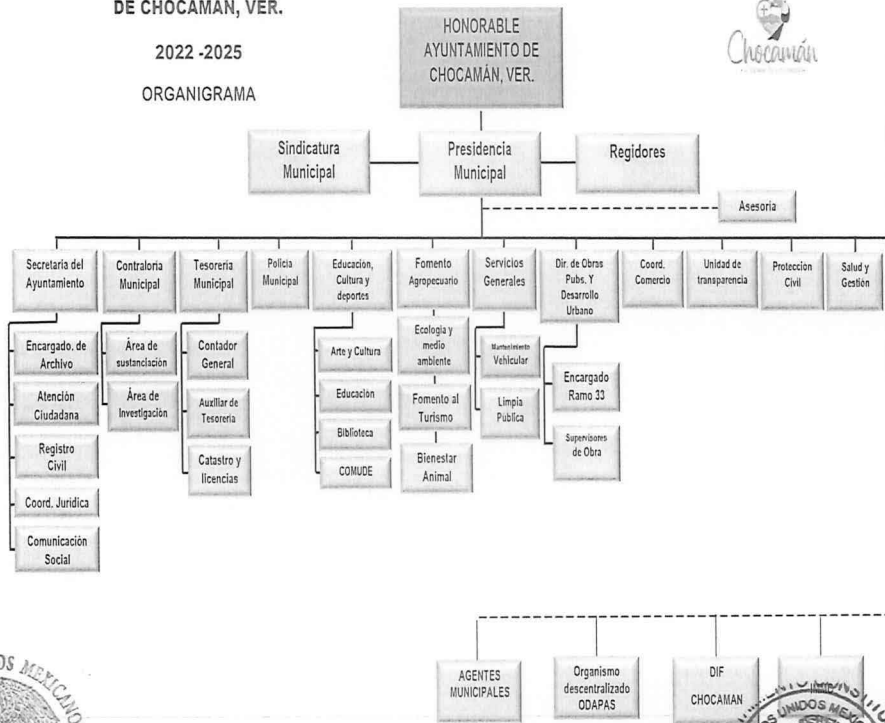 DE CHOCAMÁN, VER.
2022 -2025
ORGANIGRAMA
HONORABLE
AYUNTAMIENTO DE
CHOCAMÁN, VER.
Chocamán
Sindicatura
Municipal
Presidencia
Municipal
Regidores
Asesoria
Secretaria del
Ayuntamiento
Contraloria
Municipal
Tesoreria
Municipal
Policia
Municipal
Educación,
Cultura y
deportes
Fomento
Agropecuario
Servicios
Generales
Dir. de Obras
Pubs. Y
Desarrollo
Urbano
Coord.
Comercio
Unidad de
transparencia
Proteccion
Civil
Salud y
Gestión
Encargado. de
Archivo
Atención
Ciudadana
Registro
Civil
Coord. Juridica
Comunicación
Social
Área de
sustanciación
Área de
Investigación
Contador
General
Auxiliar de
Tesoreria
Catastro y
licencias
Arte y Cultura
Educación
Biblioteca
COMUDE
Ecologia y
medio
ambiente
Fomento al
Turismo
Bienestar
Animal
Mantenimiento
Vehicular
Limpia
Publica
Encargado
Ramo 33
Supervisores
de Obra
AGENTES
MUNICIPALES
Organismo
descentralizado
ODAPAS
DIF
CHOCAMAN